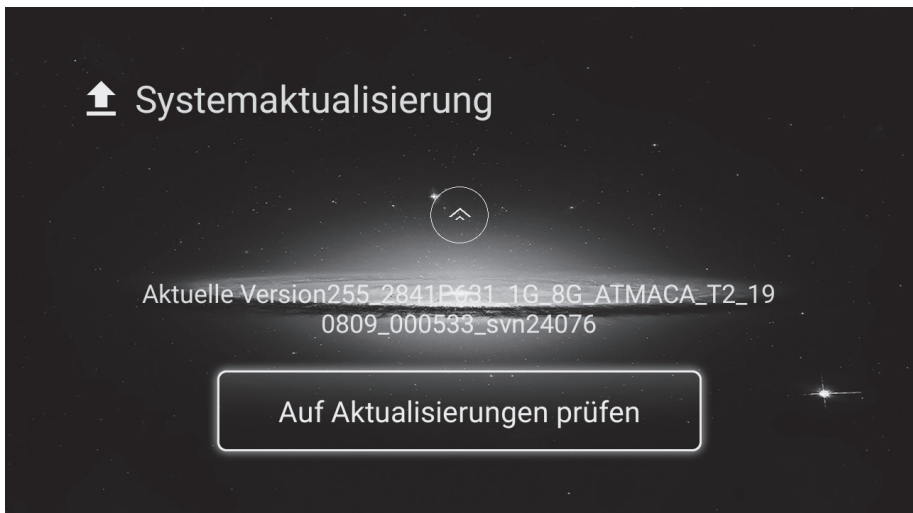 Systemaktualisierung
Aktuelle Version255_2841P631_1G_8G_ATMACA_T2_19
0809_000533_svn24076
Auf Aktualisierungen prüfen